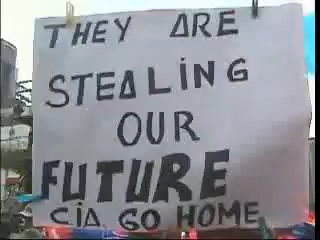 THEY ARE
STEALiNG
OUR
FUTURE
CiA GO HOME